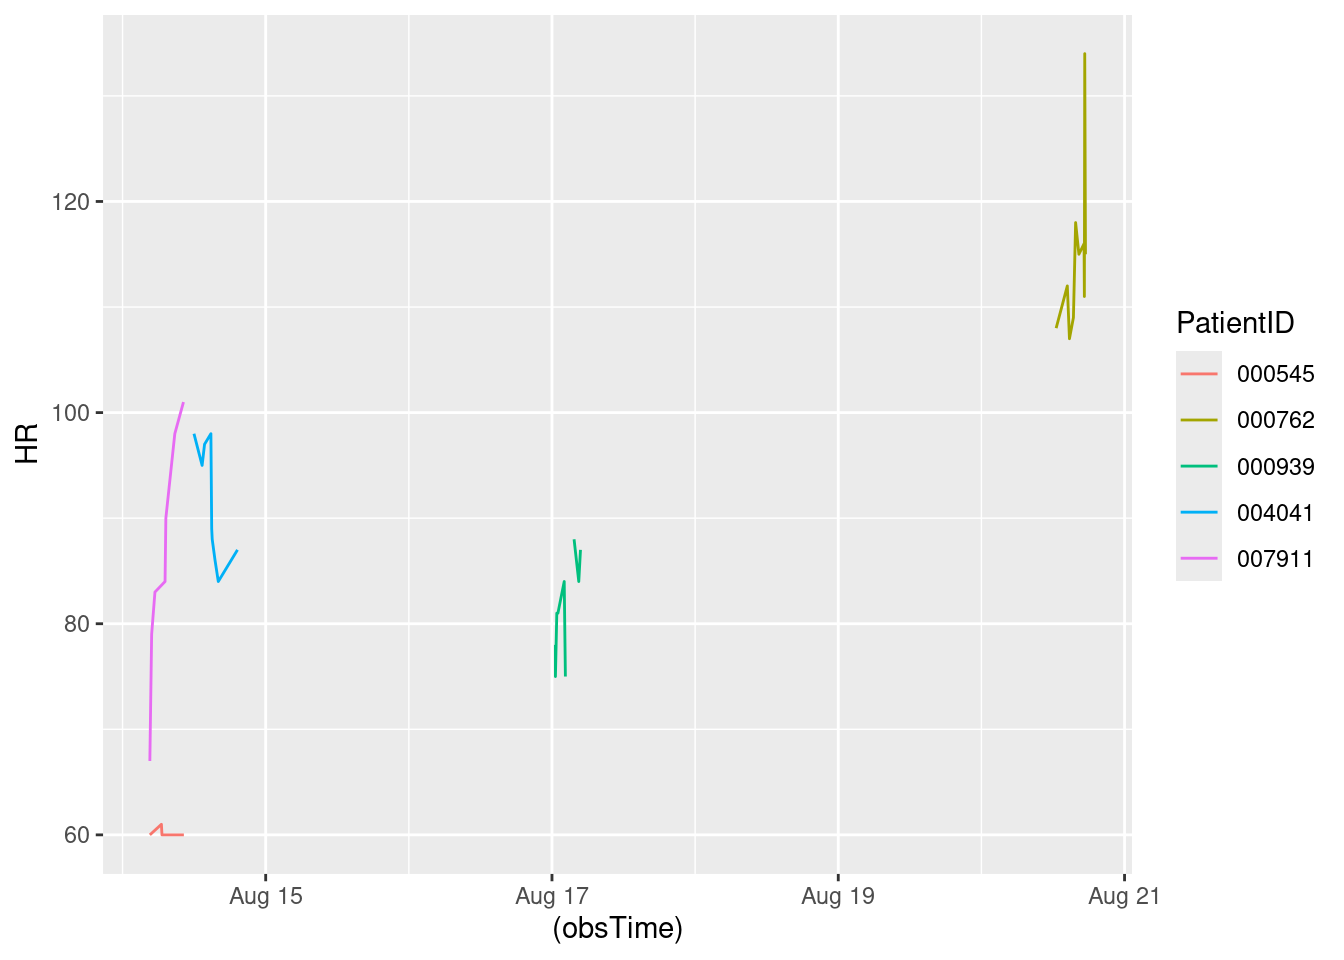 HR
120
100
80
60
Aug 15
Aug 17
Aug 19
Aug 21
(obsTime)
PatientID
000545
000762
000939
004041
007911